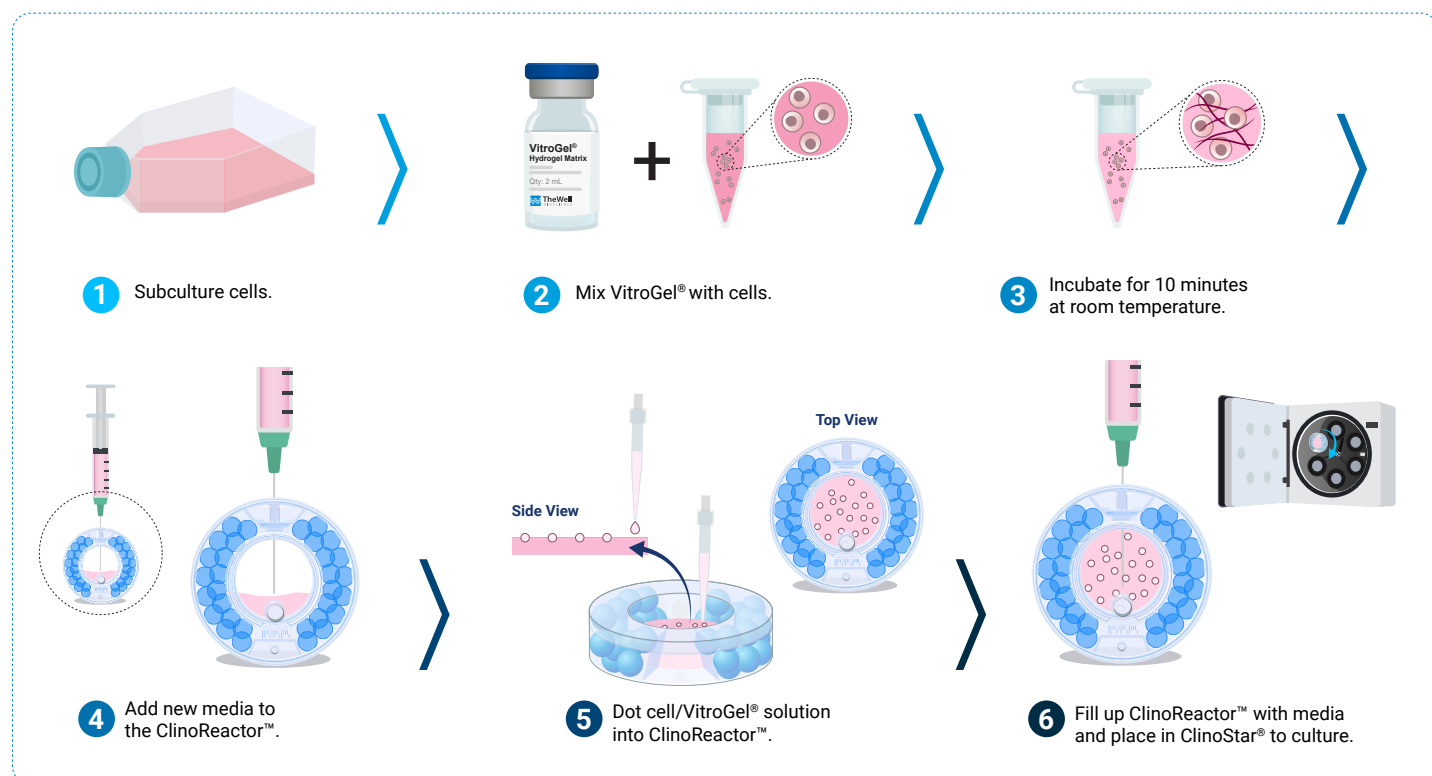 VitroGel®
Hydrogel Matrix
Qty: 2 mL
TheWell
BIOSCIENCE
1 Subculture cells.
2 Mix VitroGel® with cells.
3 Incubate for 10 minutes
at room temperature.
Top View
Side View
4 Add new media to
the ClinoReactor™.
5 Dot cell/VitroGel® solution
into ClinoReactor™.
6 Fill up ClinoReactor™ with media
and place in ClinoStar® to culture.